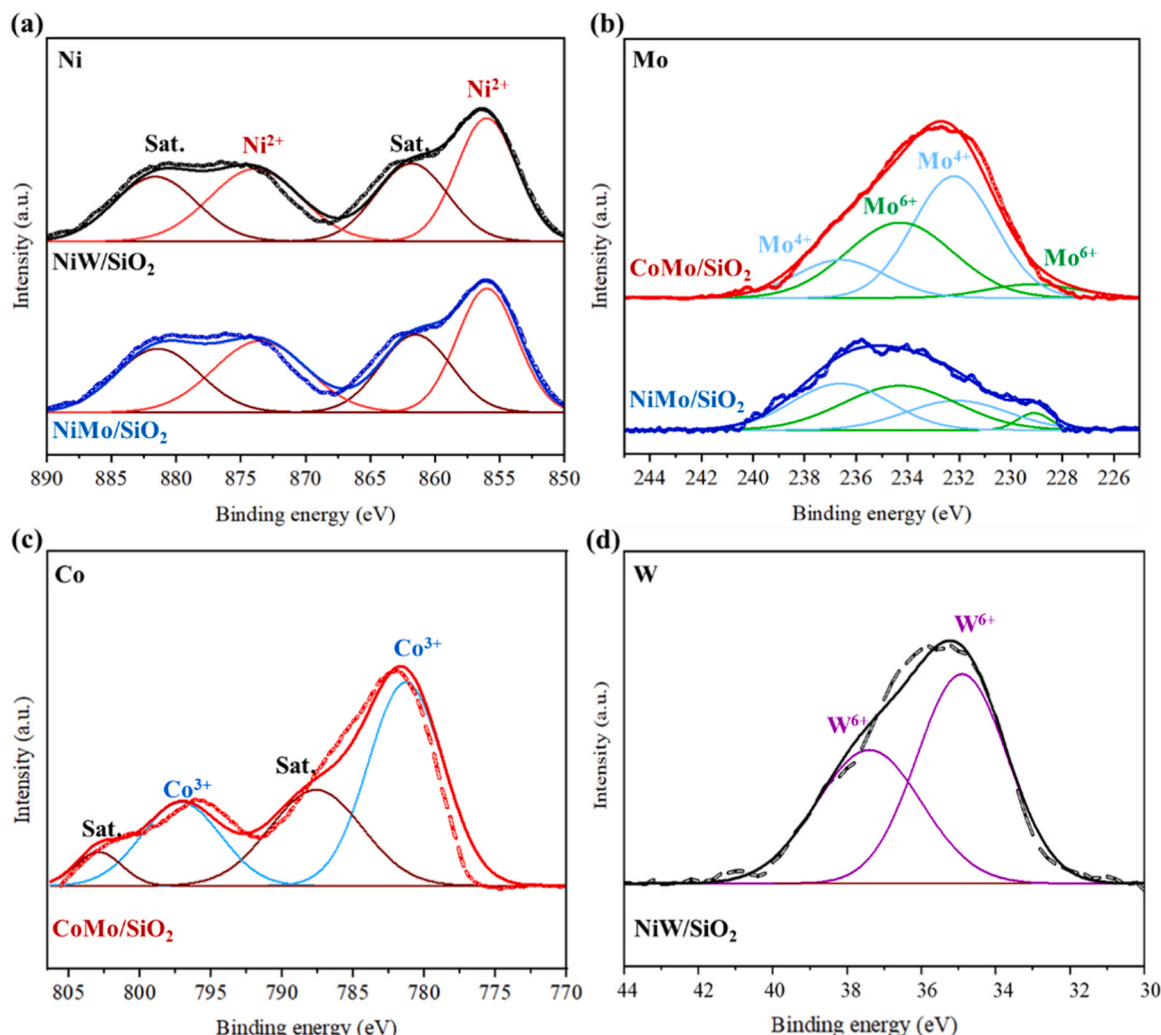 (a)
Ni
Ni²⁺
Sat.
Ni²⁺
Sat.
NiW/SiO₂
NiMo/SiO₂
Intensity (a.u.)
890 885 880 875 870 865 860 855 850
Binding energy (eV)
(b)
Mo
Mo⁴⁺
Mo⁶⁺
Mo⁴⁺
Mo⁶⁺
CoMo/SiO₂
NiMo/SiO₂
Intensity (a.u.)
244 242 240 238 236 234 232 230 228 226
Binding energy (eV)
(c)
Co
Co³⁺
Sat.
Co³⁺
Sat.
CoMo/SiO₂
Intensity (a.u.)
805 800 795 790 785 780 775 770
Binding energy (eV)
(d)
W
W⁶⁺
W⁶⁺
NiW/SiO₂
Intensity (a.u.)
44 42 40 38 36 34 32 30
Binding energy (eV)